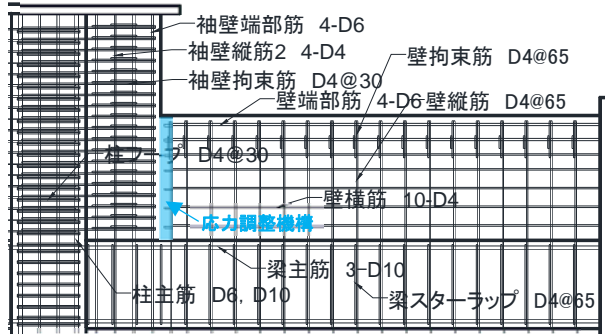 袖壁端部筋 4-D6
袖壁縦筋2 4-D4
壁拘束筋 D4@65
袖壁拘束筋 D4@30
壁端部筋 4-D6
壁縦筋 D4@65
柱フープ D4@30
壁横筋 10-D4
応力調整機構
梁主筋 3-D10
柱主筋 D6, D10
梁スターラップ D4@65